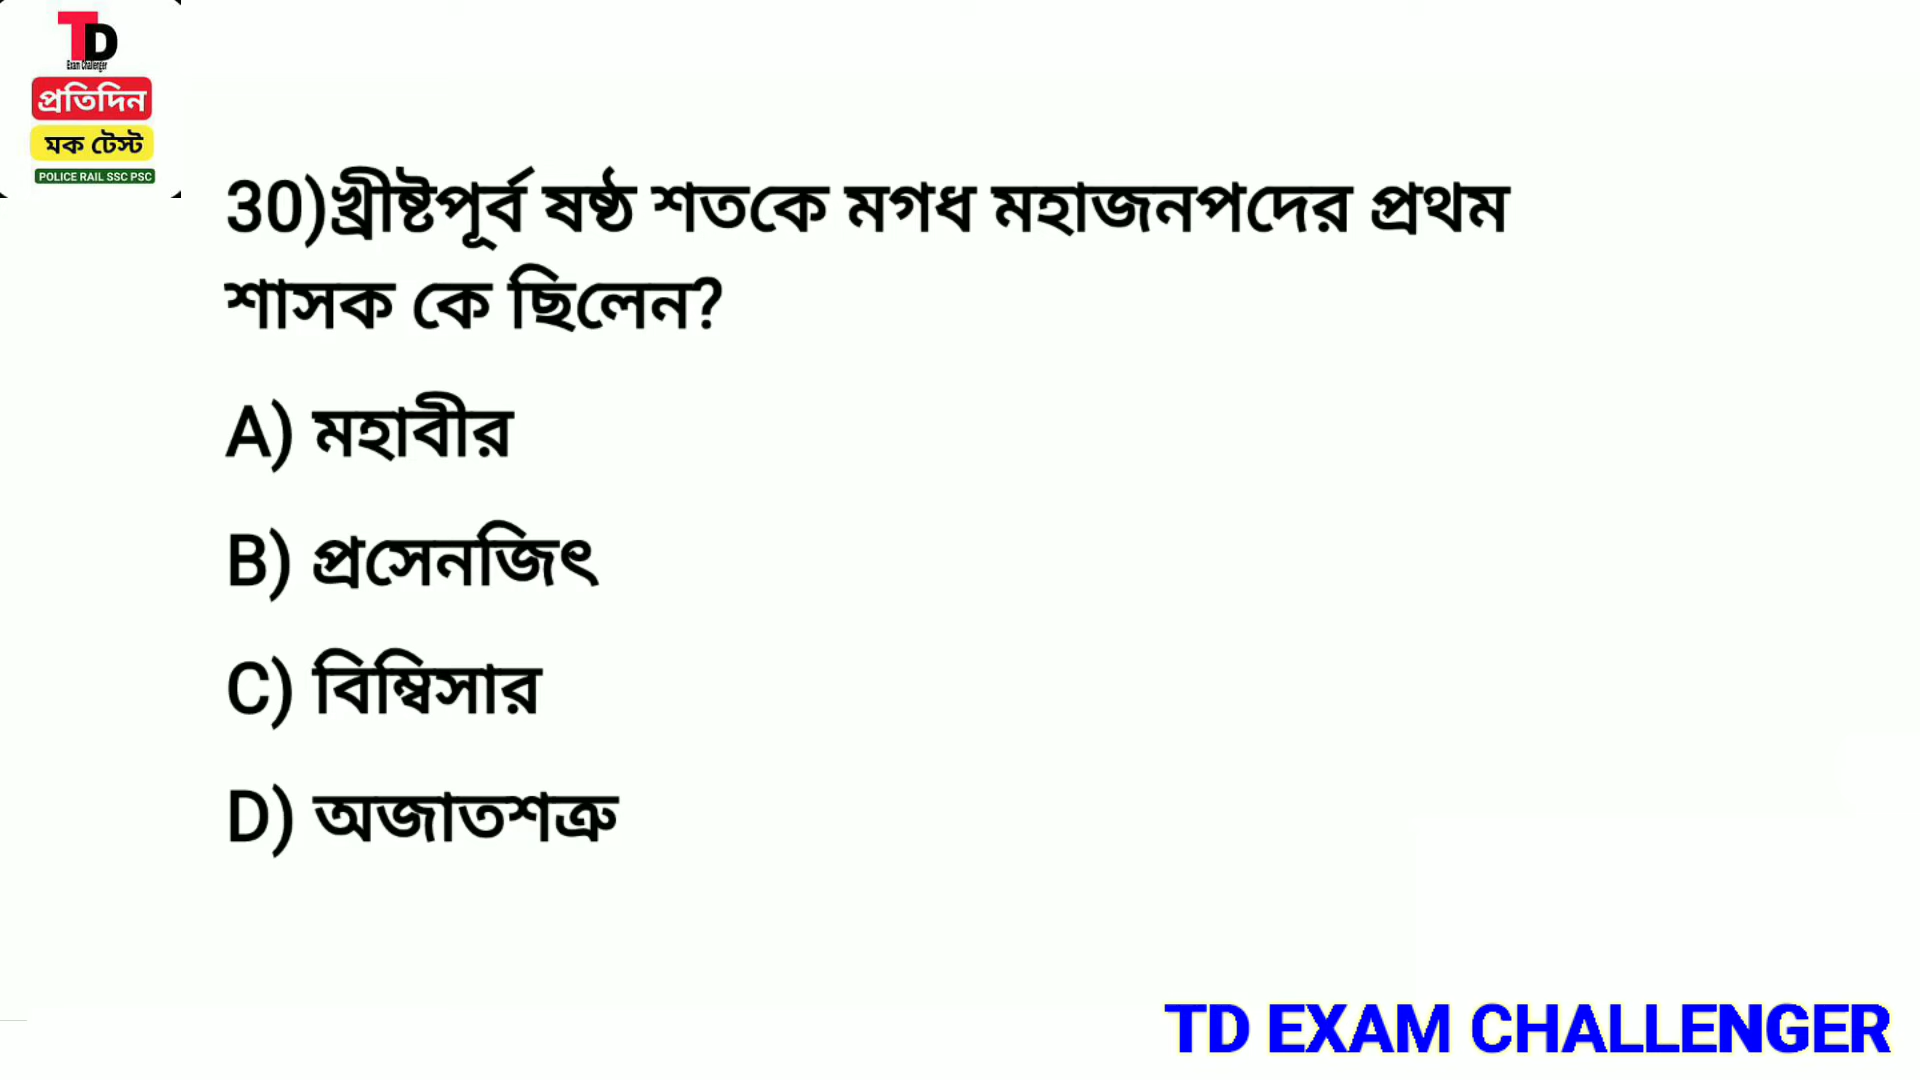 TD
Exam Challenger
প্রতিদিন
মক টেস্ট
POLICE RAIL SSC PSC
30)খ্রীষ্টপূর্ব ষষ্ঠ শতকে মগধ মহাজনপদের প্রথম
শাসক কে ছিলেন?
A) মহাবীর
B) প্রসেনজিৎ
C) বিম্বিসার
D) অজাতশত্রু
TD EXAM CHALLENGER